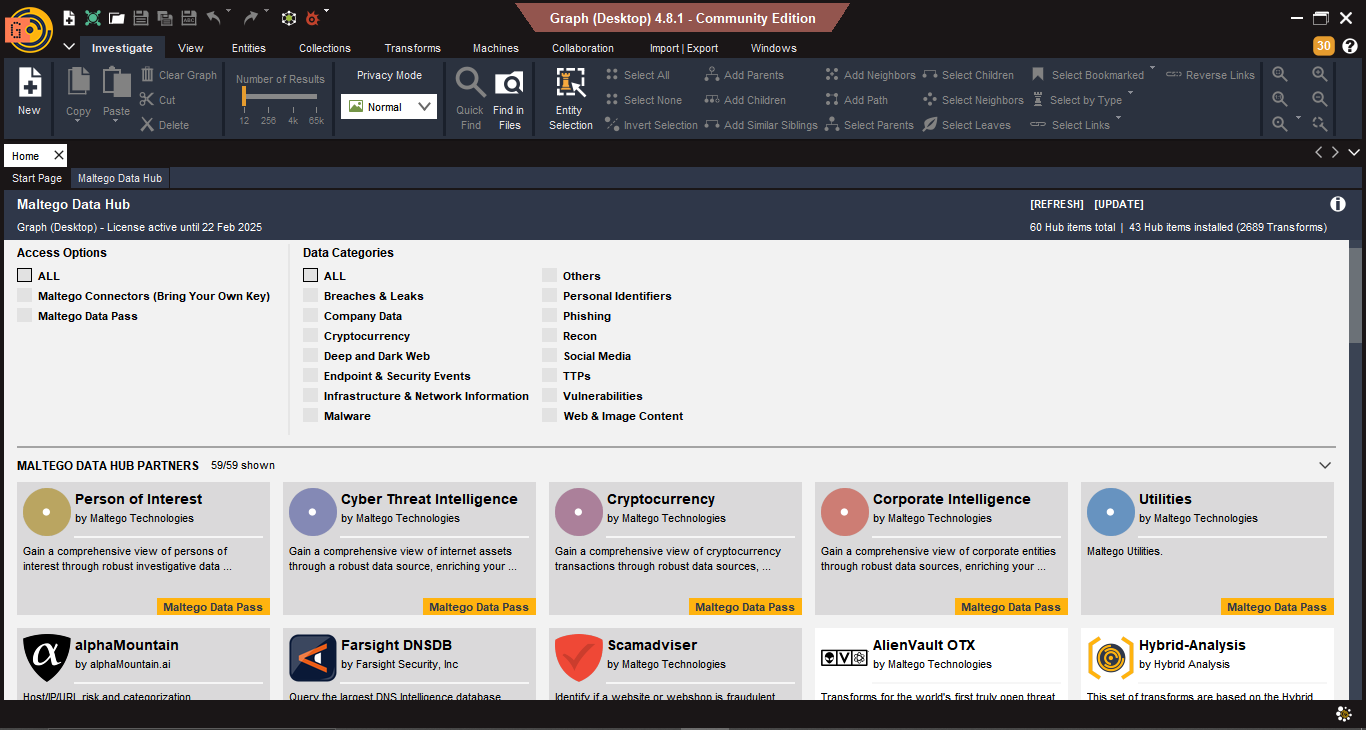 Graph (Desktop) 4.8.1 - Community Edition
Investigate View Entities Collections Transforms Machines Collaboration Import | Export Windows 30
New
Copy
Paste
Clear Graph
Cut
Delete
Number of Results
12 256 4k 65k
Privacy Mode
Normal
Quick Find
Find in Files
Entity Selection
Select All
Select None
Invert Selection
Add Parents
Add Children
Add Similar Siblings
Add Neighbors
Add Path
Select Parents
Select Children
Select Neighbors
Select Leaves
Select Bookmarked
Select by Type
Select Links
Reverse Links
Home
Start Page Maltego Data Hub
Maltego Data Hub
[REFRESH] [UPDATE]
Graph (Desktop) - License active until 22 Feb 2025
60 Hub items total | 43 Hub items installed (2689 Transforms)
Access Options
ALL
Maltego Connectors (Bring Your Own Key)
Maltego Data Pass
Data Categories
ALL
Breaches & Leaks
Company Data
Cryptocurrency
Deep and Dark Web
Endpoint & Security Events
Infrastructure & Network Information
Malware
Others
Personal Identifiers
Phishing
Recon
Social Media
TTPs
Vulnerabilities
Web & Image Content
MALTEGO DATA HUB PARTNERS 59/59 shown
Person of Interest
by Maltego Technologies
Gain a comprehensive view of persons of
interest through robust investigative data ...
Maltego Data Pass
Cyber Threat Intelligence
by Maltego Technologies
Gain a comprehensive view of internet assets
through a robust data source, enriching your ...
Maltego Data Pass
Cryptocurrency
by Maltego Technologies
Gain a comprehensive view of cryptocurrency
transactions through robust data sources, ...
Maltego Data Pass
Corporate Intelligence
by Maltego Technologies
Gain a comprehensive view of corporate entities
through robust data sources, enriching your ...
Maltego Data Pass
Utilities
by Maltego Technologies
Maltego Utilities.
Maltego Data Pass
alphaMountain
by alphaMountain.ai
Host/IP/URL risk and categorization
Farsight DNSDB
by Farsight Security, Inc
Query the largest DNS Intelligence database
Scamadviser
by Maltego Technologies
Identify if a website or webshop is fraudulent
AlienVault OTX
by Maltego Technologies
Transforms for the world's first truly open threat
Hybrid-Analysis
by Hybrid Analysis
This set of transforms are based on the Hybrid